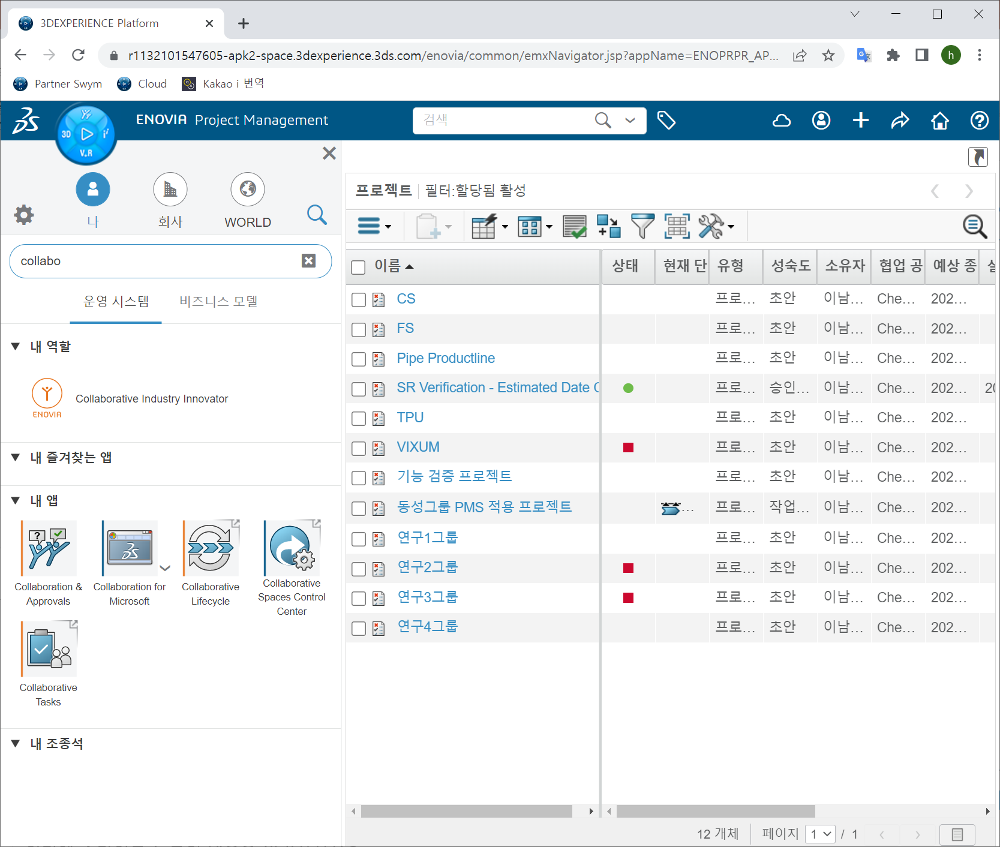 3DEXPERIENCE Platform
r1132101547605-apk2-space.3dexperience.3ds.com/enovia/common/emxNavigator.jsp?appName=ENOPRPR_AP...
h
Partner Swym
Cloud
Kakao i 번역
ENOVIA Project Management
검색
3D
V.R
나
회사
WORLD
collabo
운영 시스템
비즈니스 모델
내 역할
ENOVIA
Collaborative Industry Innovator
내 즐겨찾는 앱
내 앱
Collaboration & Approvals
Collaboration for Microsoft
Collaborative Lifecycle
Collaborative Spaces Control Center
Collaborative Tasks
내 조종석
프로젝트 필터:할당됨 활성
이름 상태 현재 단 유형 성숙도 소유자 협업 공 예상 종
CS 프로... 초안 이남... Che... 202...
FS 프로... 초안 이남... Che... 202...
Pipe Productline 프로... 초안 이남... Che... 202...
SR Verification - Estimated Date 프로... 승인... 이남... Che... 202... 20
TPU 프로... 초안 이남... Che... 202...
VIXUM 프로... 초안 이남... Che... 202...
기능 검증 프로젝트 프로... 초안 이남... Che... 202...
동성그룹 PMS 적용 프로젝트 ... 프로... 작업... 이남... Che... 202...
연구1그룹 프로... 초안 이남... Che... 202...
연구2그룹 프로... 초안 이남... Che... 202...
연구3그룹 프로... 초안 이남... Che... 202...
연구4그룹 프로... 초안 이남... Che... 202...
12 개체 페이지 1 / 1